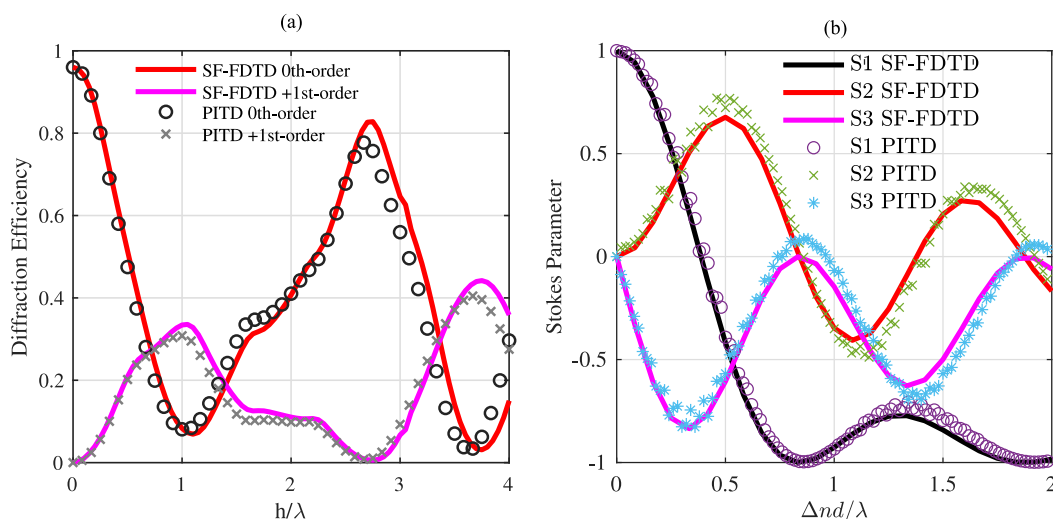 (a)
1
0.8
0.6
0.4
0.2
0
0
1
2
3
4
Diffraction Efficiency
h/λ
SF-FDTD 0th-order
SF-FDTD +1st-order
PITD 0th-order
PITD +1st-order
(b)
1
0.5
0
-0.5
-1
0
0.5
1
1.5
2
Stokes Parameter
Δnd/λ
S1 SF-FDTD
S2 SF-FDTD
S3 SF-FDTD
S1 PITD
S2 PITD
S3 PITD